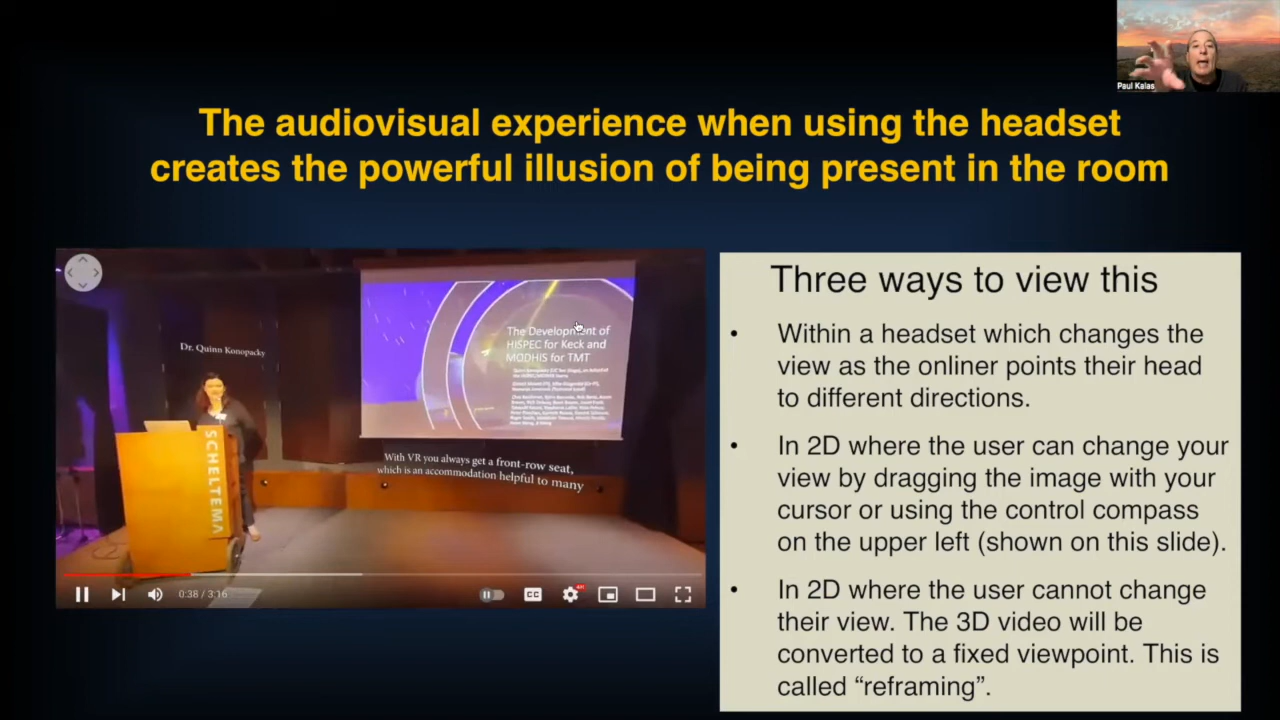 Paul Kalas
The audiovisual experience when using the headset
creates the powerful illusion of being present in the room
Dr. Quinn Konopacky
The Development of
HISPEC for Keck and
MODHIS for TMT
SCHELTEMA
With VR you always get a front-row seat,
which is an accommodation helpful to many
0:38 / 3:16
CC
Three ways to view this
• Within a headset which changes the
view as the onliner points their head
to different directions.
• In 2D where the user can change your
view by dragging the image with your
cursor or using the control compass
on the upper left (shown on this slide).
• In 2D where the user cannot change
their view. The 3D video will be
converted to a fixed viewpoint. This is
called “reframing”.